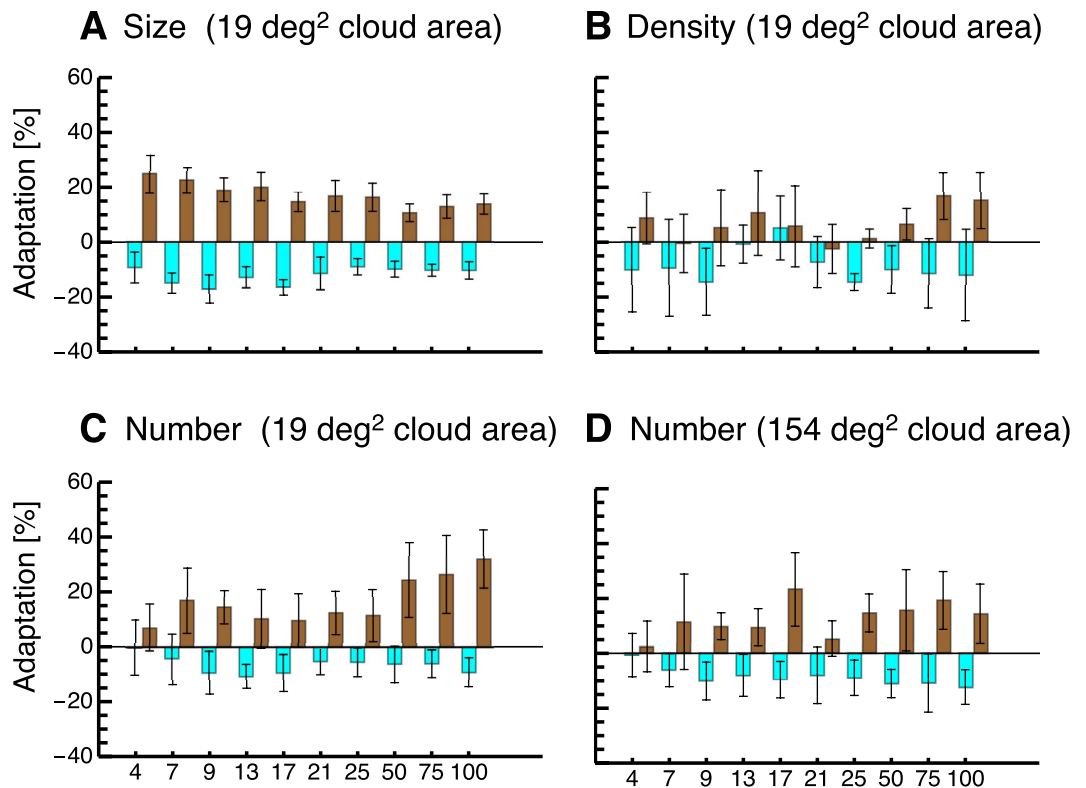 A Size (19 deg² cloud area)
B Density (19 deg² cloud area)
Adaptation [%]
60
40
20
0
−20
−40
C Number (19 deg² cloud area)
D Number (154 deg² cloud area)
Adaptation [%]
60
40
20
0
−20
−40
4 7 9 13 17 21 25 50 75 100
4 7 9 13 17 21 25 50 75 100